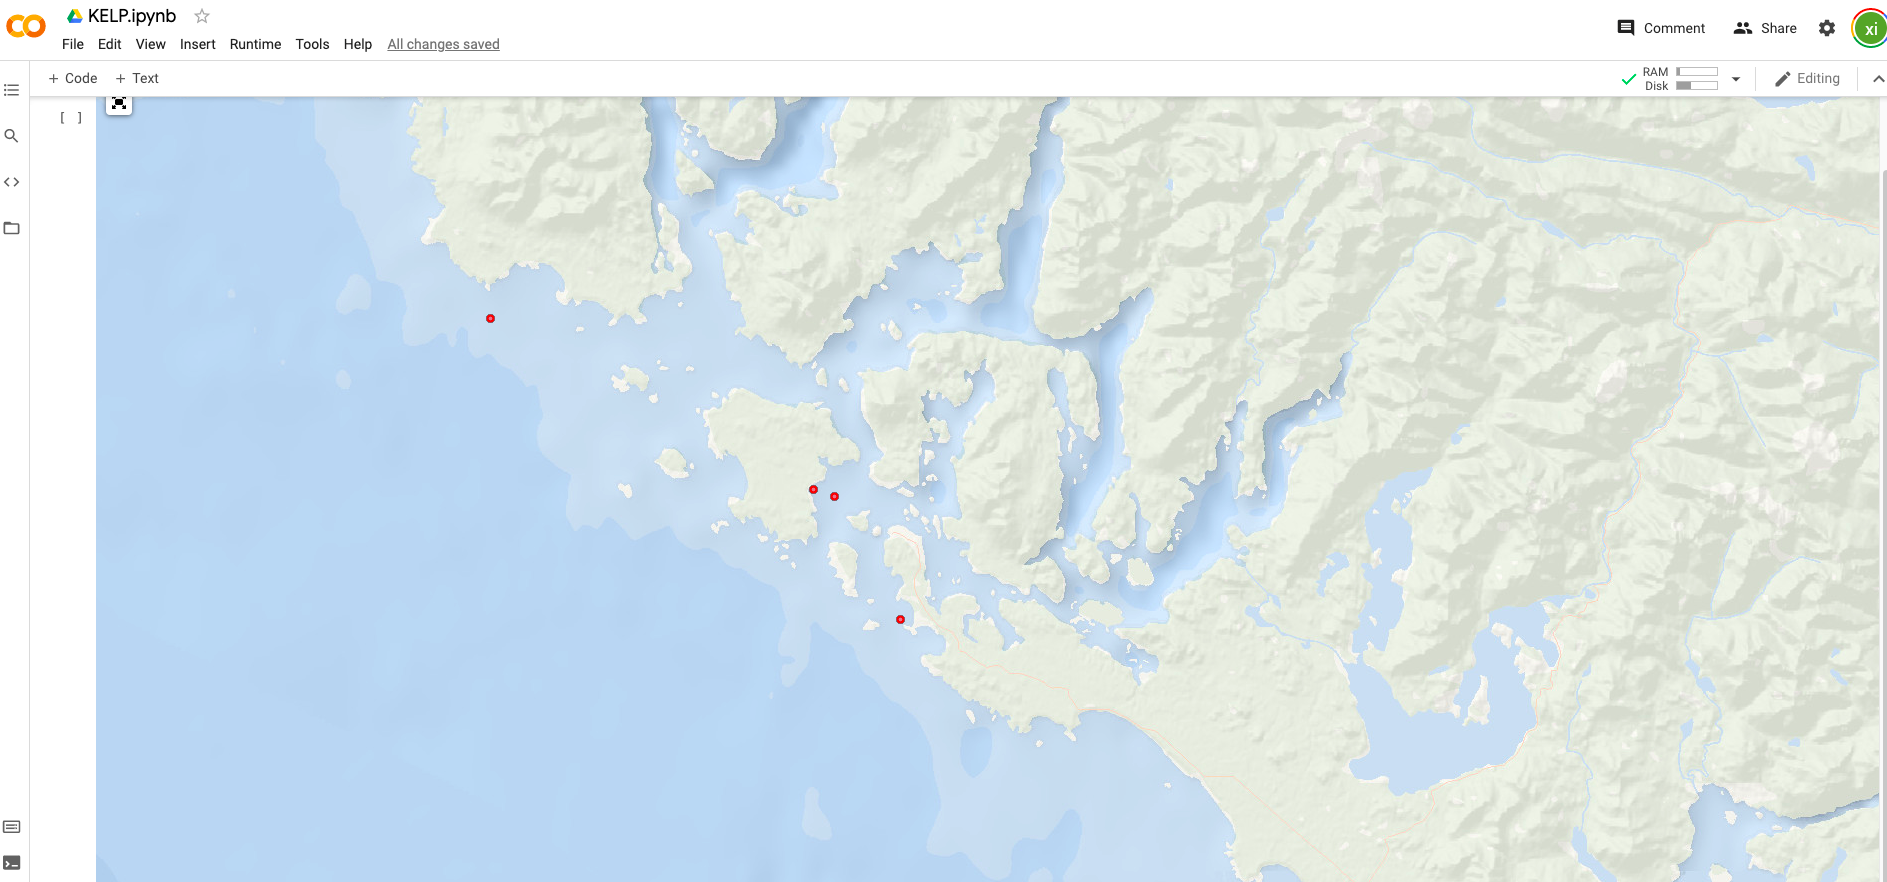 KELP.ipynb
File Edit View Insert Runtime Tools Help All changes saved
Comment Share xi
+ Code + Text
RAM
Disk
Editing
[ ]